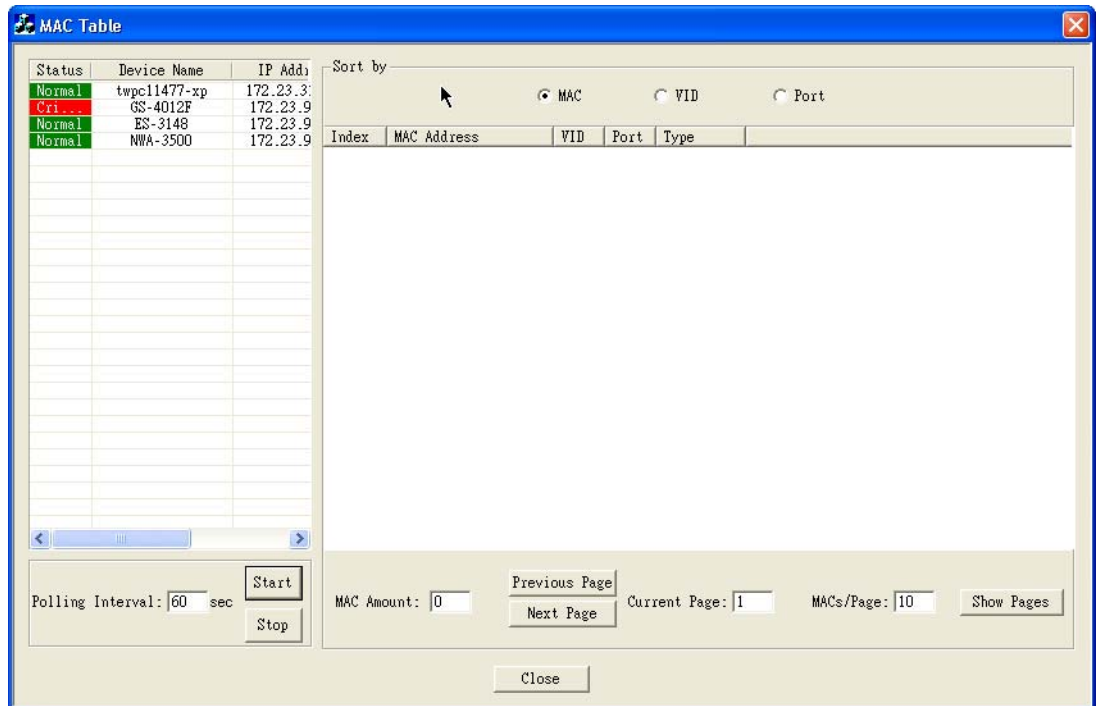 MAC Table
Status Device Name IP Addr
Normal twpc11477-xp 172.23.3
Cri... GS-4012F 172.23.9
Normal ES-3148 172.23.9
Normal NWA-3500 172.23.9
Sort by
MAC VID Port
Index MAC Address VID Port Type
Polling Interval: 60 sec
Start
Stop
MAC Amount: 0
Previous Page
Next Page
Current Page: 1
MACs/Page: 10
Show Pages
Close